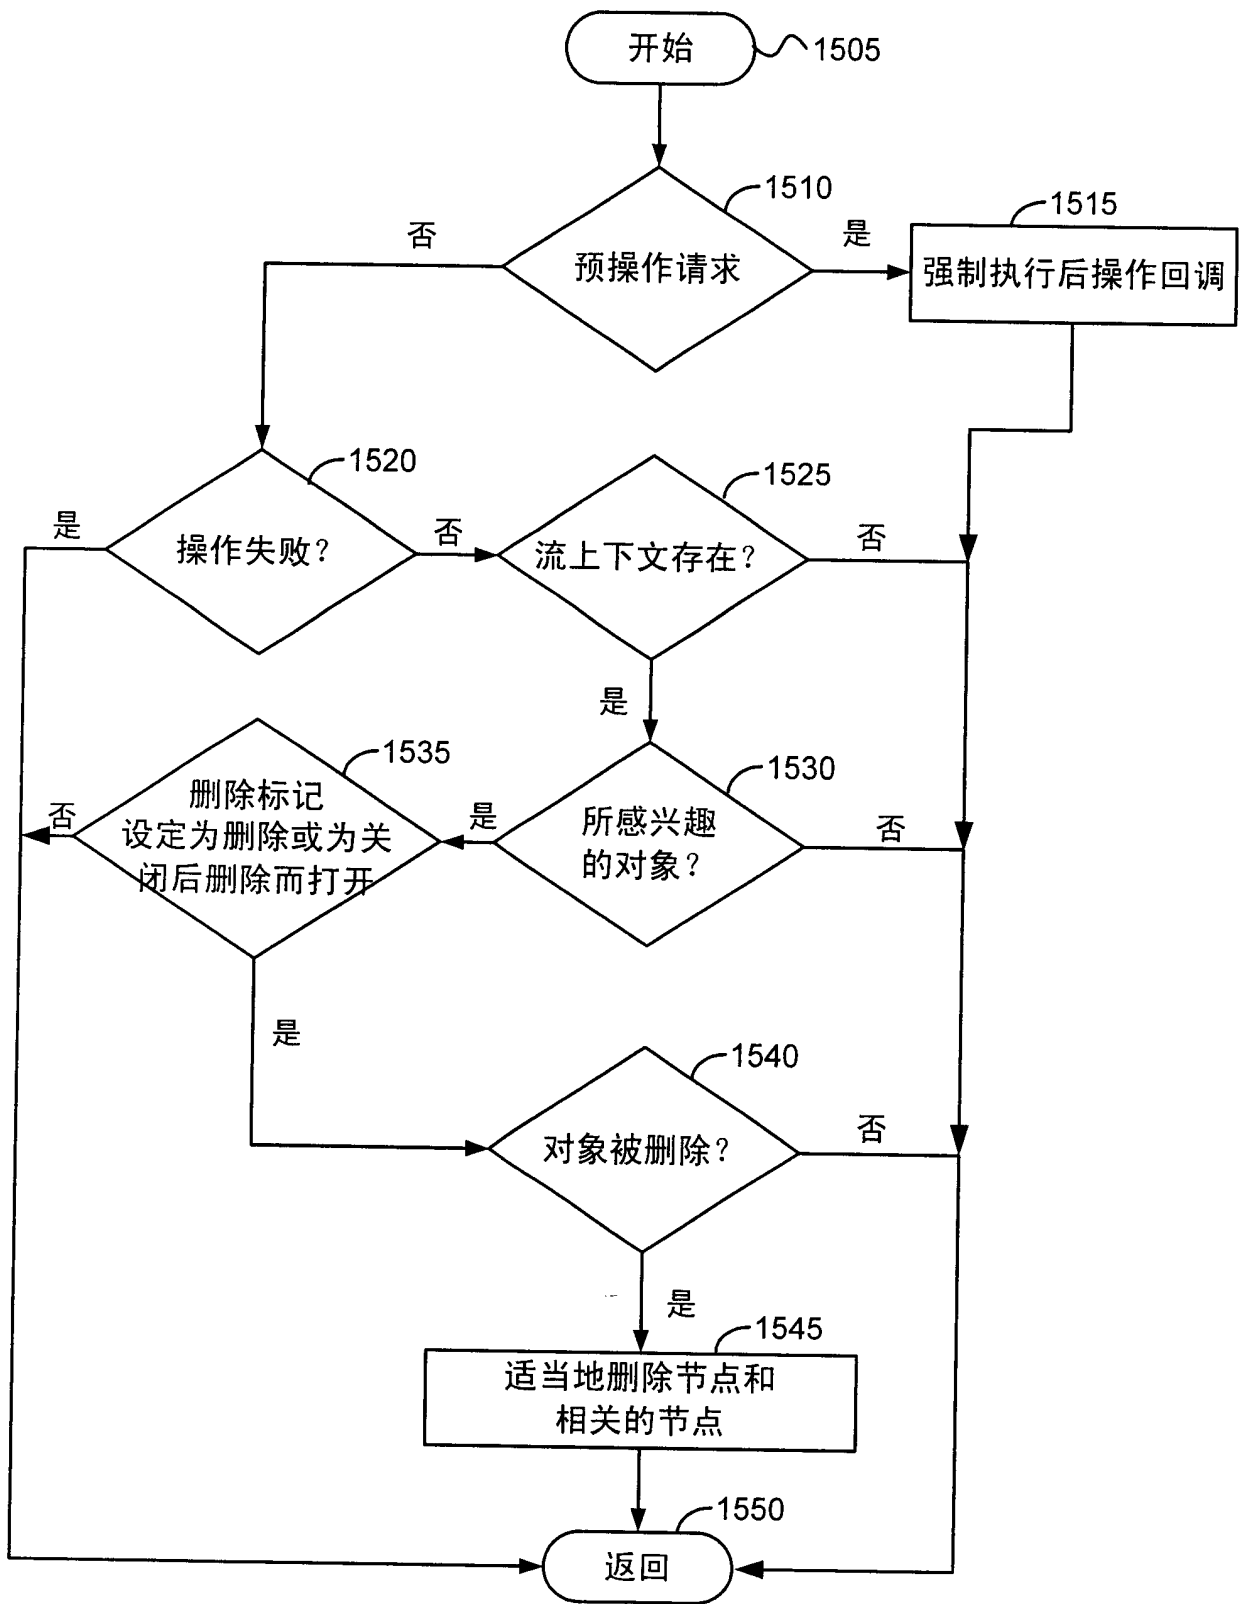 开始
1505
1510
预操作请求
否
是
1515
强制执行后操作回调
1520
操作失败？
是
否
1525
流上下文存在？
否
是
1530
所感兴趣
的对象？
否
是
1535
删除标记
设定为删除或为关
闭后删除而打开
否
是
1540
对象被删除？
否
是
1545
适当地删除节点和
相关的节点
1550
返回